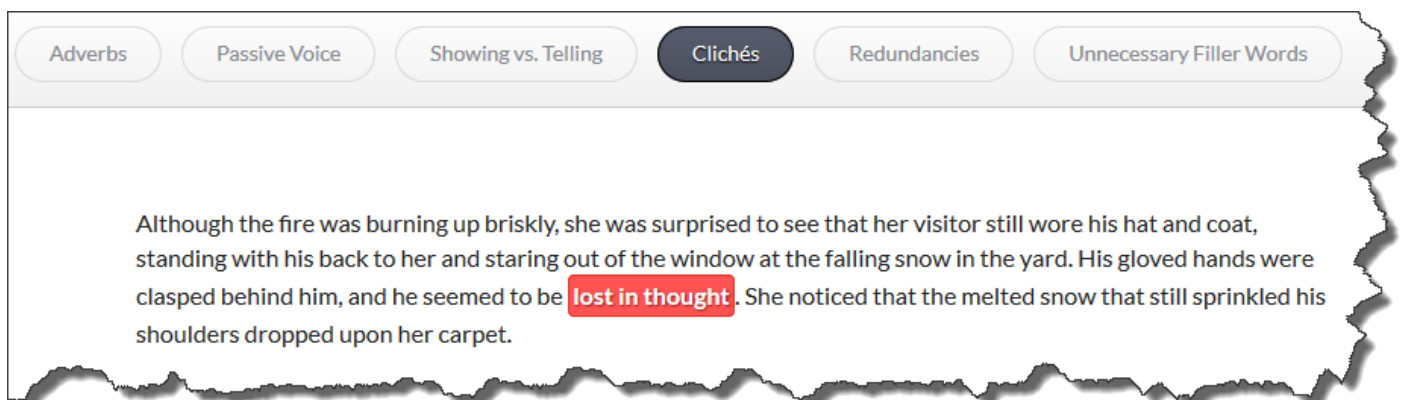 Adverbs Passive Voice Showing vs. Telling Clichés Redundancies Unnecessary Filler Words
Although the fire was burning up briskly, she was surprised to see that her visitor still wore his hat and coat,
standing with his back to her and staring out of the window at the falling snow in the yard. His gloved hands were
clasped behind him, and he seemed to be lost in thought. She noticed that the melted snow that still sprinkled his
shoulders dropped upon her carpet.